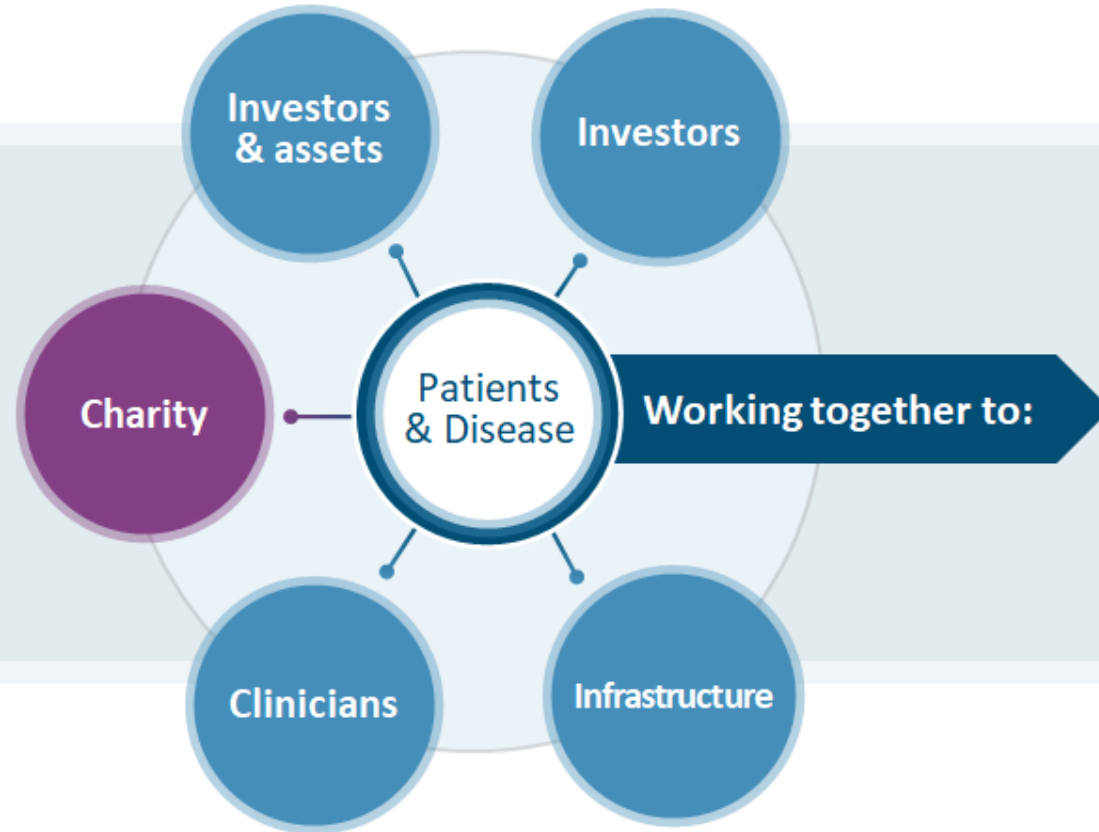 Investors
& assets
Investors
Charity
Patients
& Disease
Working together to:
Clinicians
Infrastructure